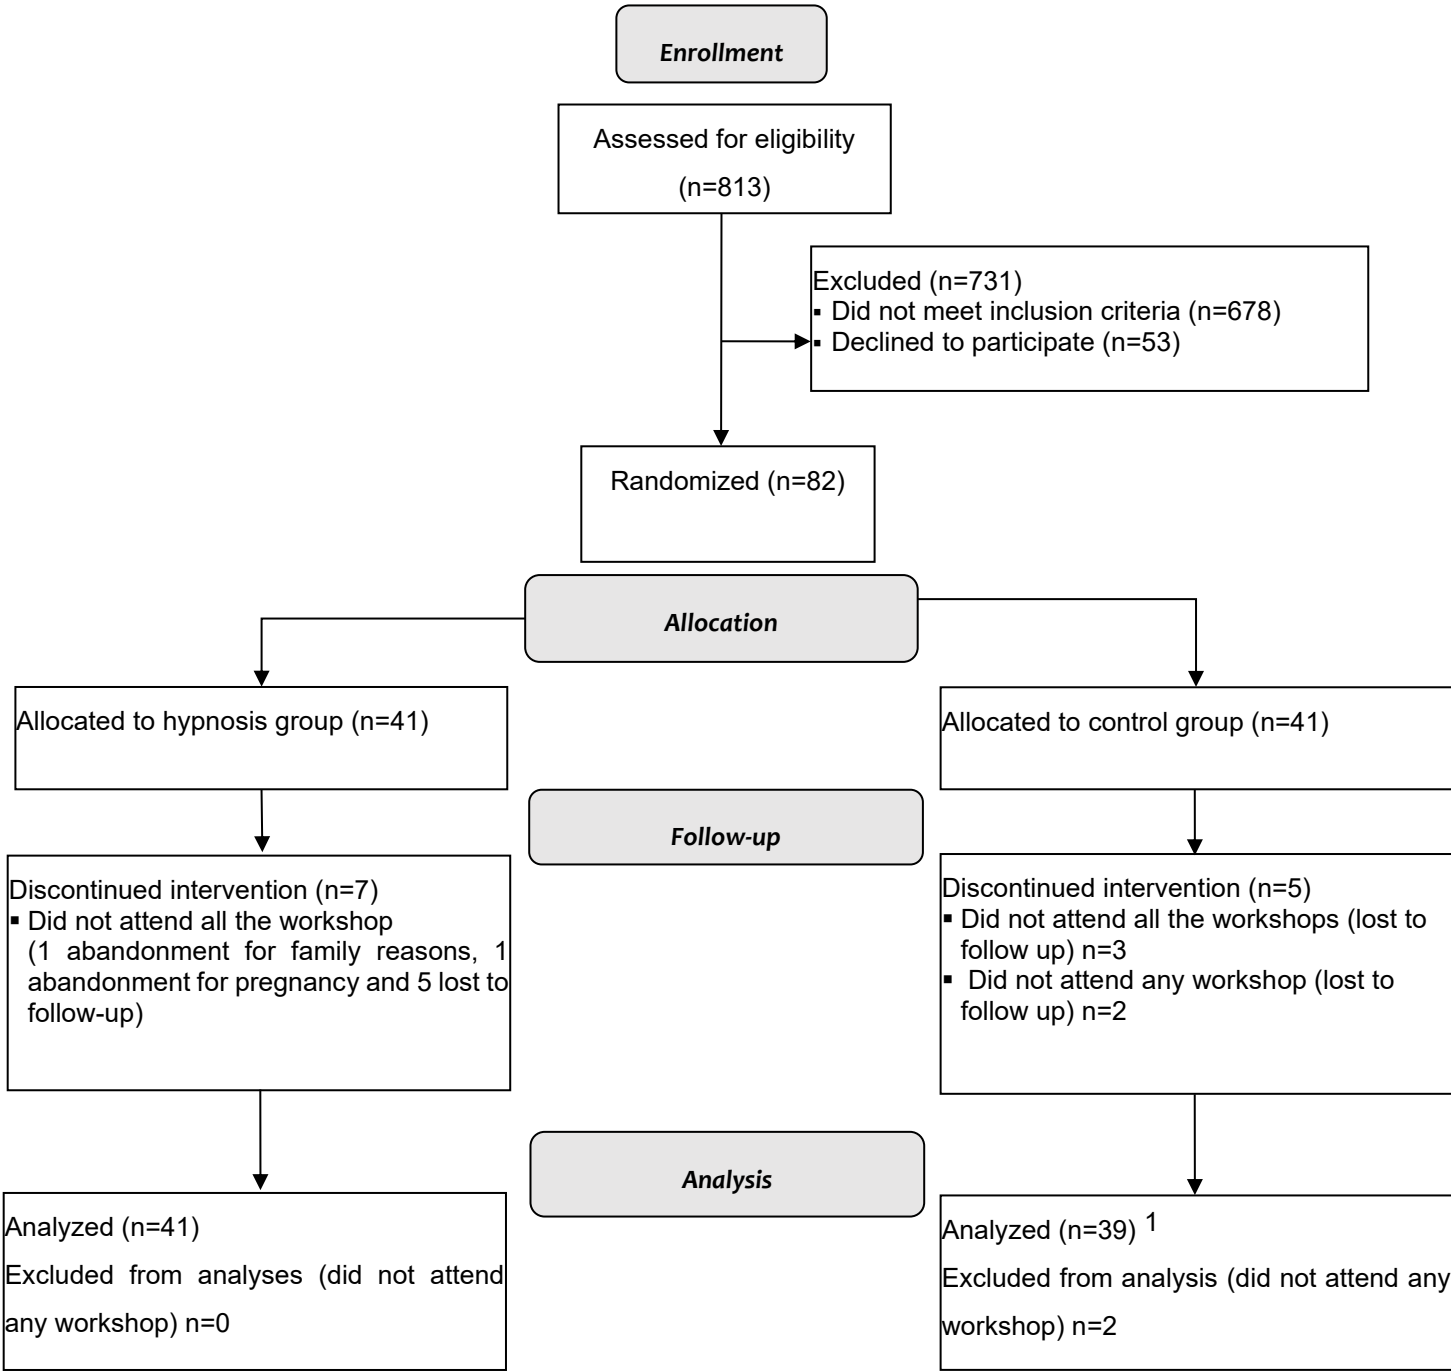 Enrollment
Assessed for eligibility
(n=813)
Excluded (n=731)
▪ Did not meet inclusion criteria (n=678)
▪ Declined to participate (n=53)
Randomized (n=82)
Allocation
Allocated to hypnosis group (n=41)
Allocated to control group (n=41)
Follow-up
Discontinued intervention (n=7)
▪ Did not attend all the workshop
(1 abandonment for family reasons, 1
abandonment for pregnancy and 5 lost to
follow-up)
Discontinued intervention (n=5)
▪ Did not attend all the workshops (lost to
follow up) n=3
▪ Did not attend any workshop (lost to
follow up) n=2
Analysis
Analyzed (n=41)
Excluded from analyses (did not attend
any workshop) n=0
Analyzed (n=39) 1
Excluded from analysis (did not attend any
workshop) n=2